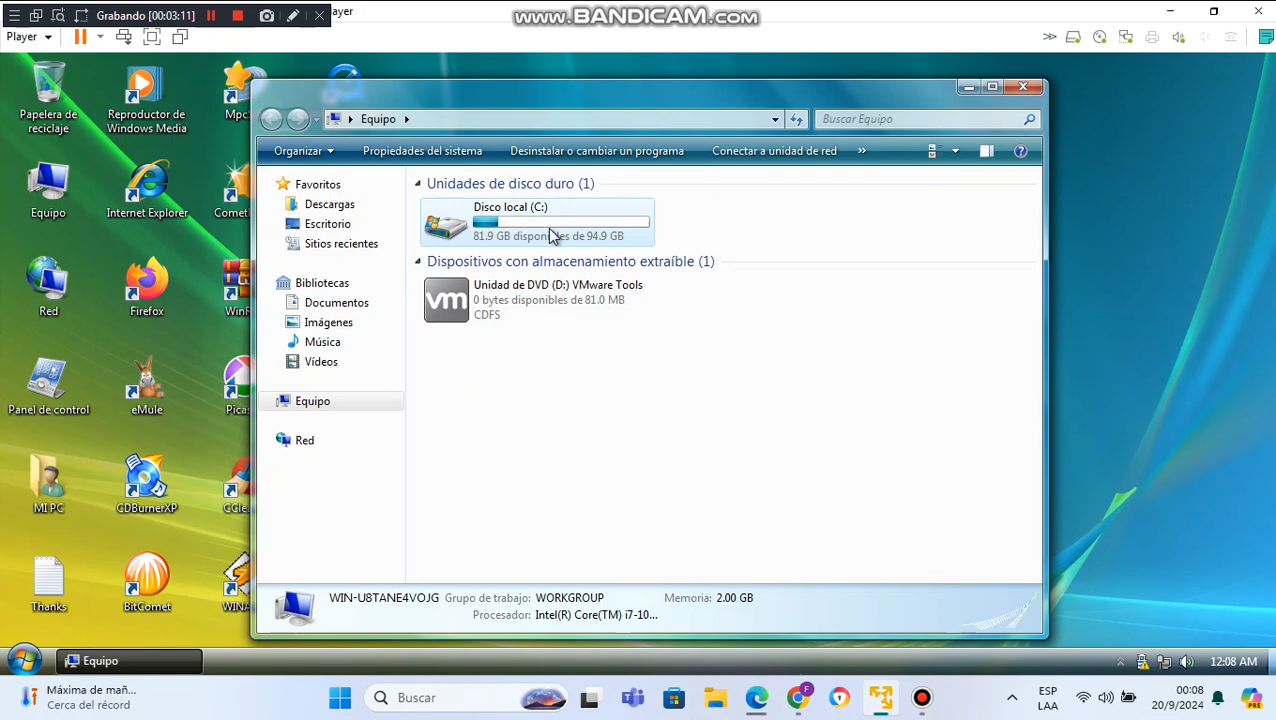 Grabando [00:03:11]
ayer
www.BANDICAM.com
Player
Papelera de reciclaje
Reproductor de Windows Media
Mpc
Equipo
Buscar Equipo
Organizar
Propiedades del sistema
Desinstalar o cambiar un programa
Conectar a unidad de red
»
Equipo
Internet Explorer
Comet
Favoritos
Descargas
Escritorio
Sitios recientes
Unidades de disco duro (1)
Disco local (C:)
81.9 GB disponibles de 94.9 GB
Dispositivos con almacenamiento extraíble (1)
vm
Unidad de DVD (D:) VMware Tools
0 bytes disponibles de 81.0 MB
CDFS
Red
Firefox
WinR
Bibliotecas
Documentos
Imágenes
Música
Vídeos
Panel de control
eMule
Picas
Equipo
Red
MI PC
CDBurnerXP
CCle
Thanks
BitComet
WINA
WIN-U8TANE4VOJG
Grupo de trabajo: WORKGROUP
Memoria: 2.00 GB
Procesador: Intel(R) Core(TM) i7-10...
Equipo
12:08 AM
Máxima de mañ...
Cerca del récord
Buscar
F
ESP
LAA
00:08
20/9/2024
PRE